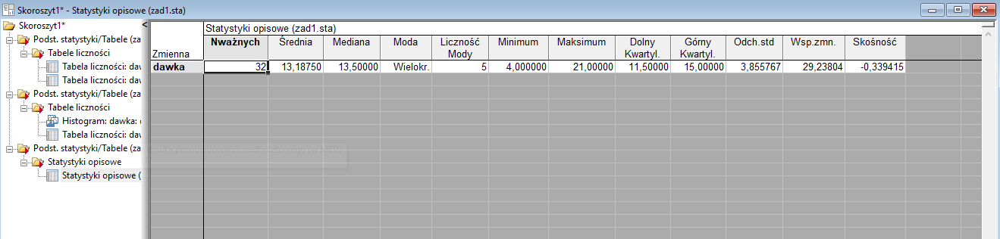 Skoroszyt1* - Statystyki opisowe (zad1.sta)
Skoroszyt1*
Podst. statystyki/Tabele (za
Tabele liczności
Tabela liczności: daw
Tabela liczności: daw
Podst. statystyki/Tabele (za
Tabele liczności
Histogram: dawka: d
Tabela liczności: daw
Podst. statystyki/Tabele (za
Statystyki opisowe
Statystyki opisowe (
Statystyki opisowe (zad1.sta)
Zmienna Nważnych Średnia Mediana Moda Liczność Mody Minimum Maksimum Dolny Kwartyl. Górny Kwartyl. Odch.std Wsp.zmn. Skośność
dawka 32 13,18750 13,50000 Wielokr. 5 4,000000 21,00000 11,50000 15,00000 3,855767 29,23804 -0,339415